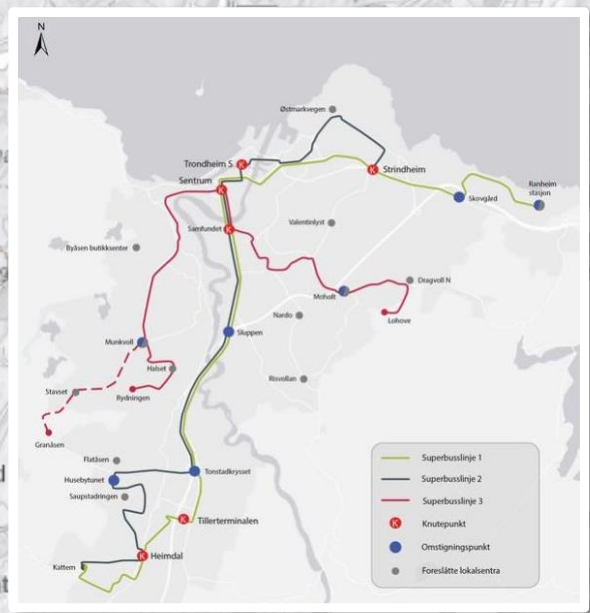 N
Østmarkvegen
Trondheim S
K
K
Strindheim
Sentrum
K
Ranheim
stasjon
Skovgård
Samfundet
K
Valentinlyst
Byåsen butikksenter
Dragvoll N
Moholt
Lohove
Nardo
Sluppen
Munkvoll
Halset
Risvollan
Stavset
Rydningen
Granåsen
Flatåsen
Tonstadkrysset
Husebytunet
Saupstadringen
K
Tillerterminalen
K
Heimdal
Kattem
Superbusslinje 1
Superbusslinje 2
Superbusslinje 3
K
Knutepunkt
Omstigningspunkt
Foreslåtte lokalsentra